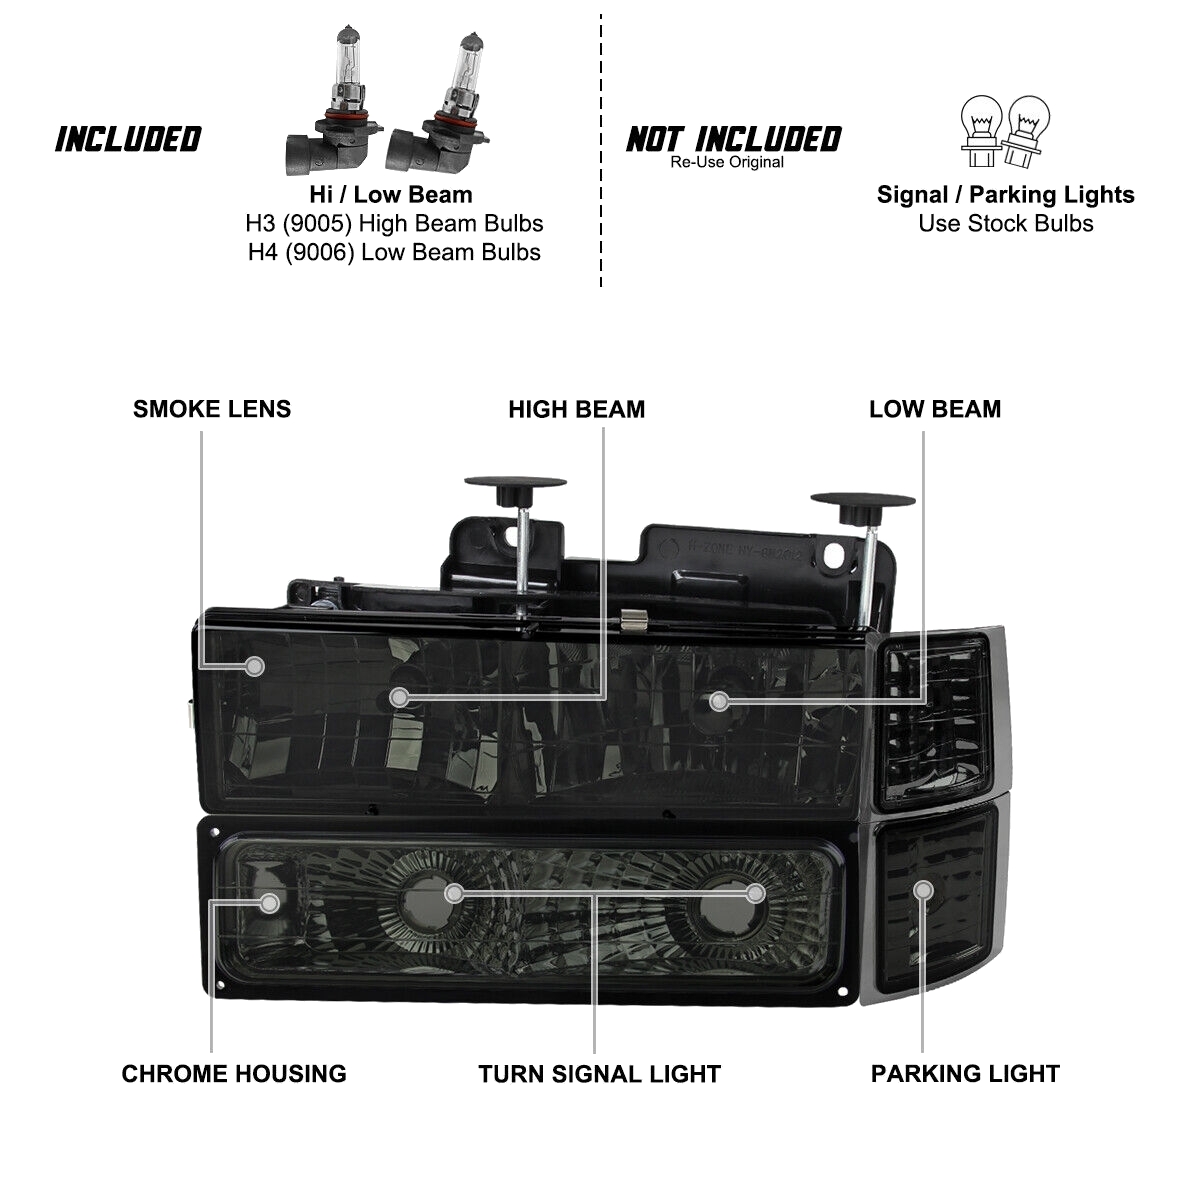 INCLUDED
Hi / Low Beam
H3 (9005) High Beam Bulbs
H4 (9006) Low Beam Bulbs
NOT INCLUDED
Re-Use Original
Signal / Parking Lights
Use Stock Bulbs
SMOKE LENS
HIGH BEAM
LOW BEAM
CHROME HOUSING
TURN SIGNAL LIGHT
PARKING LIGHT